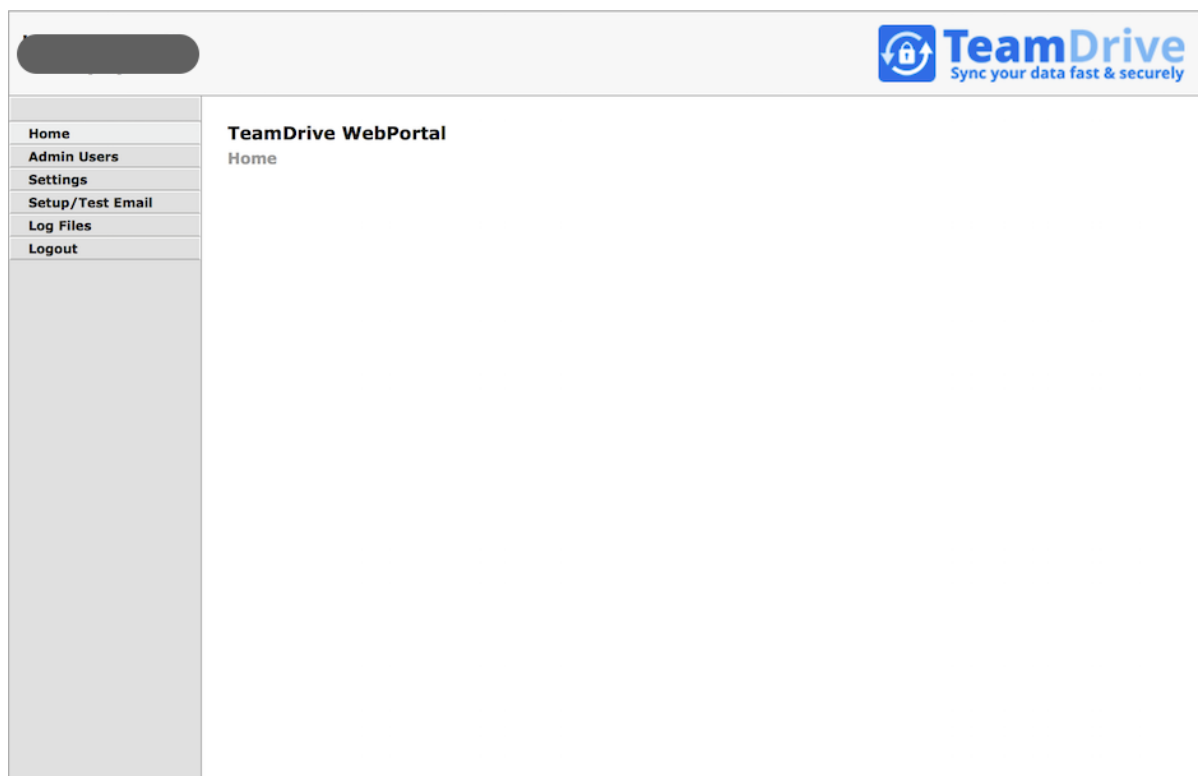 TeamDrive
Sync your data fast & securely
Home
Admin Users
Settings
Setup/Test Email
Log Files
Logout
TeamDrive WebPortal
Home